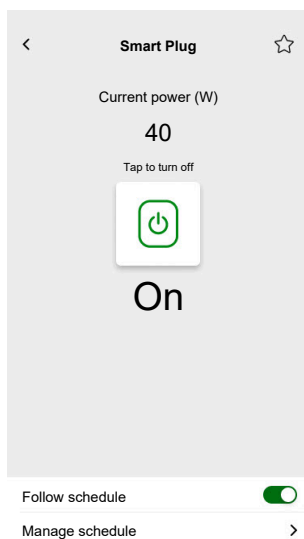 Smart Plug
Current power (W)
40
Tap to turn off
On
Follow schedule
Manage schedule